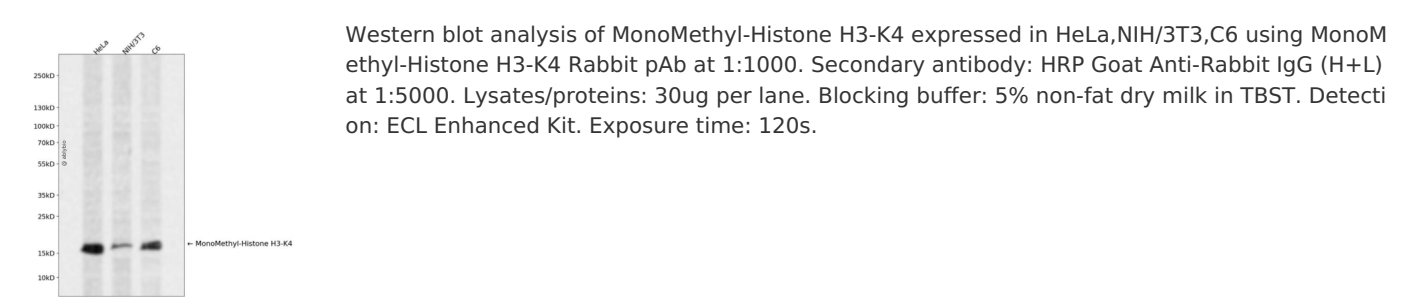 HeLa
NIH/3T3
C6
250kD
130kD
100kD
70kD
55kD
35kD
25kD
15kD
10kD
← MonoMethyl-Histone H3-K4
Western blot analysis of MonoMethyl-Histone H3-K4 expressed in HeLa,NIH/3T3,C6 using MonoM
ethyl-Histone H3-K4 Rabbit pAb at 1:1000. Secondary antibody: HRP Goat Anti-Rabbit IgG (H+L)
at 1:5000. Lysates/proteins: 30ug per lane. Blocking buffer: 5% non-fat dry milk in TBST. Detecti
on: ECL Enhanced Kit. Exposure time: 120s.